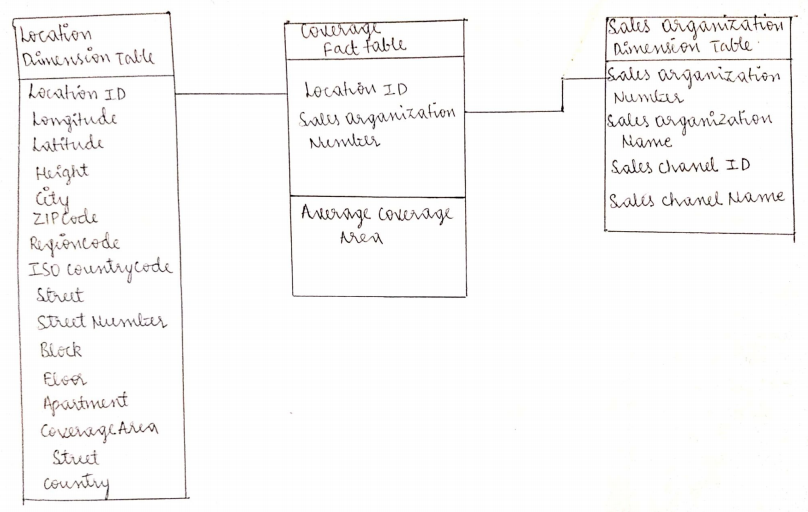 Location
Dimension Table
Location ID
Longitude
Latitude
Height
City
ZIPCode
RegionCode
ISO CountryCode
Street
Street Number
Block
Floor
Apartment
CoverageArea
Street
Country
Coverage
Fact Table
Location ID
Sales Organization
Number
Average Coverage
Area
Sales Organization
Dimension Table
Sales Organization
Number
Sales Organization
Name
Sales Chanel ID
Sales Chanel Name